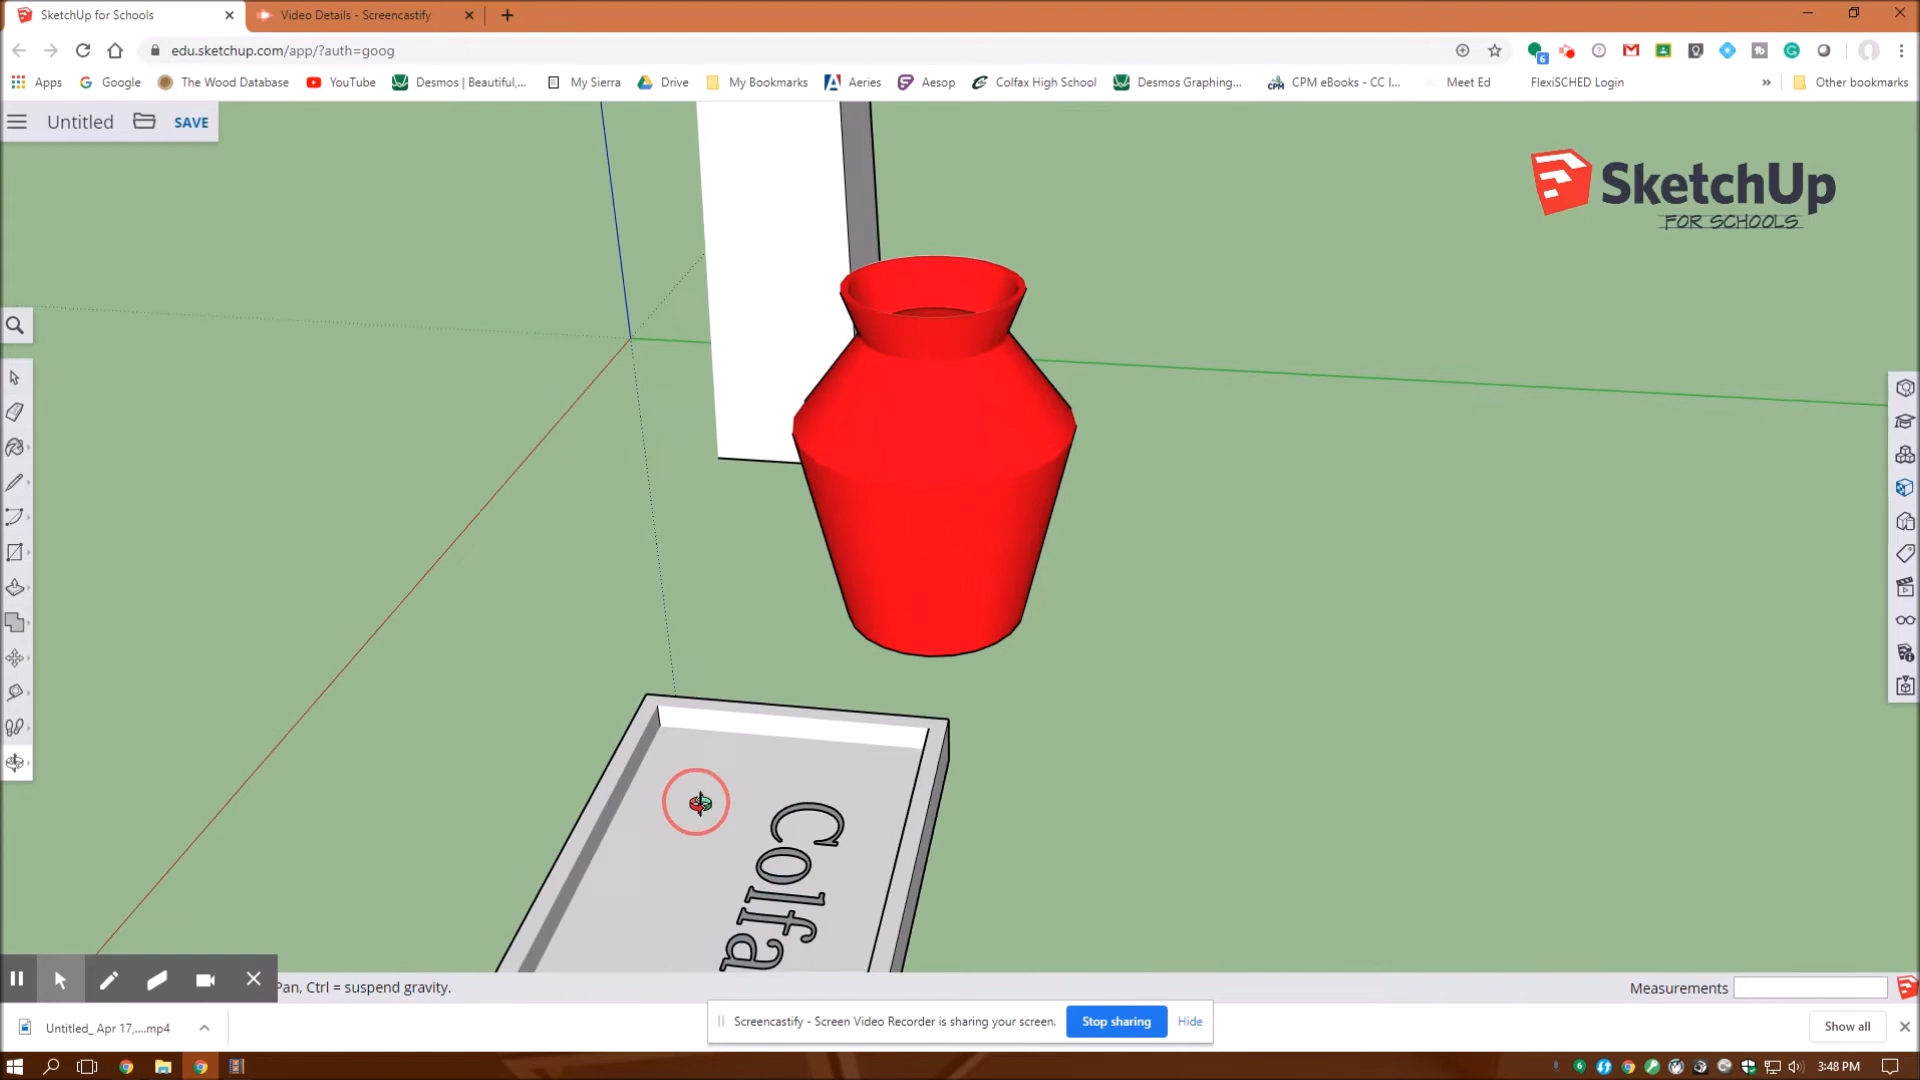 SketchUp for Schools
Video Details - Screencastify
edu.sketchup.com/app/?auth=goog
Apps
Google
The Wood Database
YouTube
Desmos | Beautiful,...
My Sierra
Drive
My Bookmarks
Aeries
Aesop
Colfax High School
Desmos Graphing...
CPM eBooks - CC I...
Meet Ed
FlexiSCHED Login
»
Other bookmarks
Untitled
SAVE
SketchUp
FOR SCHOOLS
Colfa
Pan, Ctrl = suspend gravity.
Measurements
Screencastify - Screen Video Recorder is sharing your screen.
Stop sharing
Hide
Untitled_ Apr 17,....mp4
Show all
3:48 PM